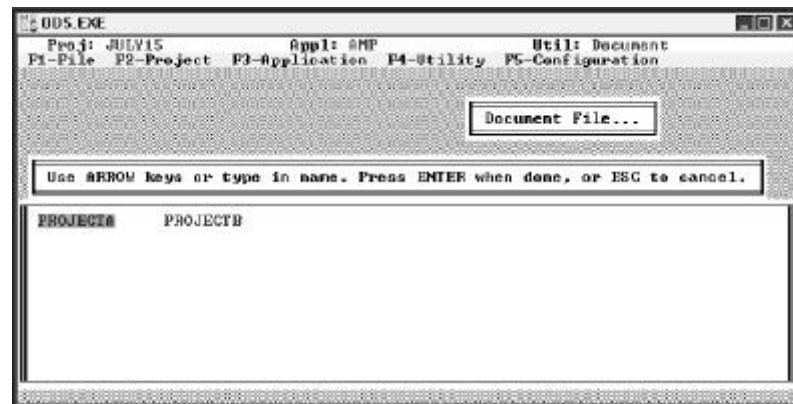 ODS.EXE
Proj: JULY15 Appl: AMP Util: Document
F1-File F2-Project F3-Application F4-Utility F5-Configuration
Document File...
Use ARROW keys or type in name. Press ENTER when done, or ESC to cancel.
PROJECTA PROJECTB